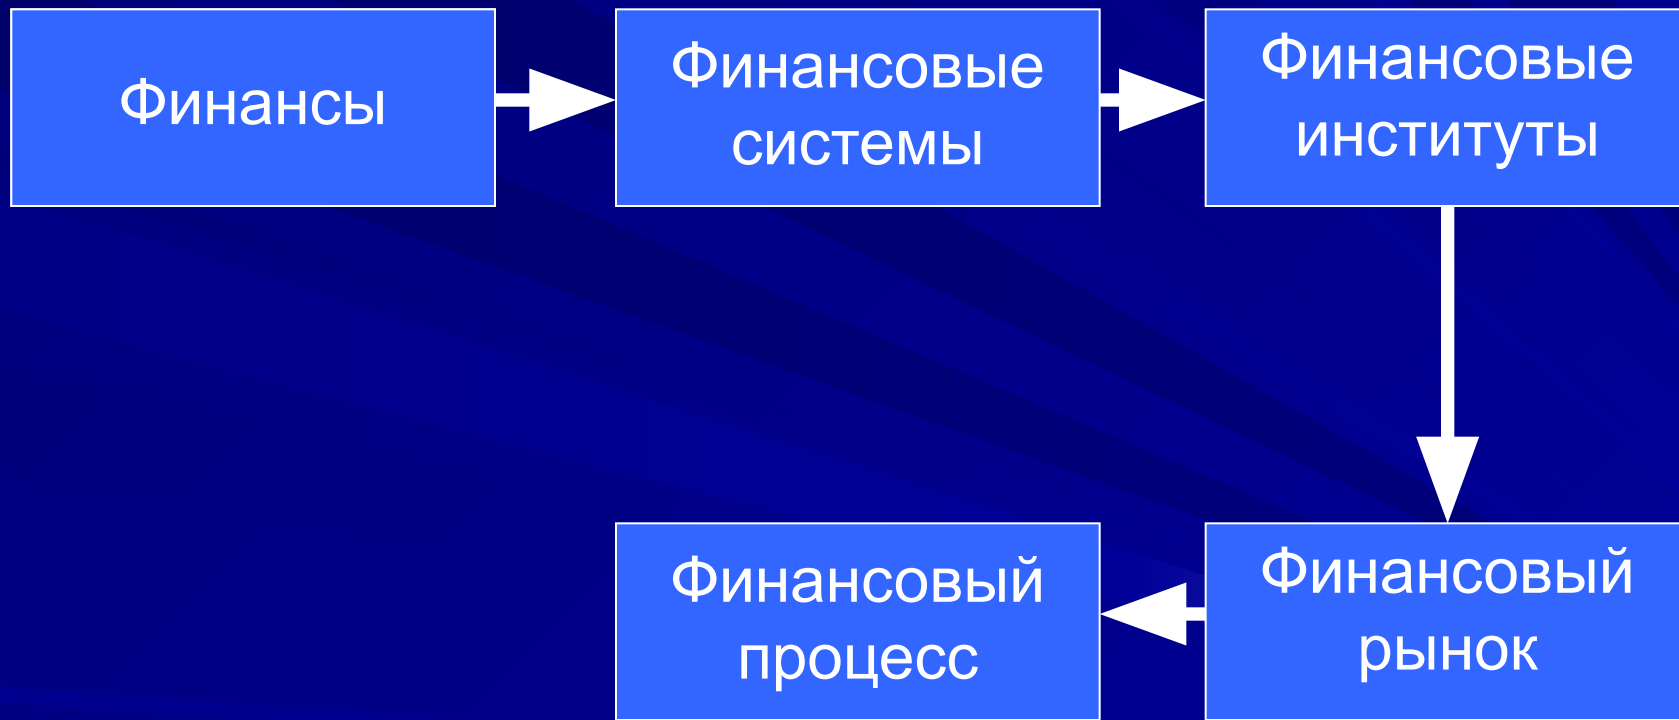 Финансы
Финансовые
системы
Финансовые
институты
Финансовый
процесс
Финансовый
рынок